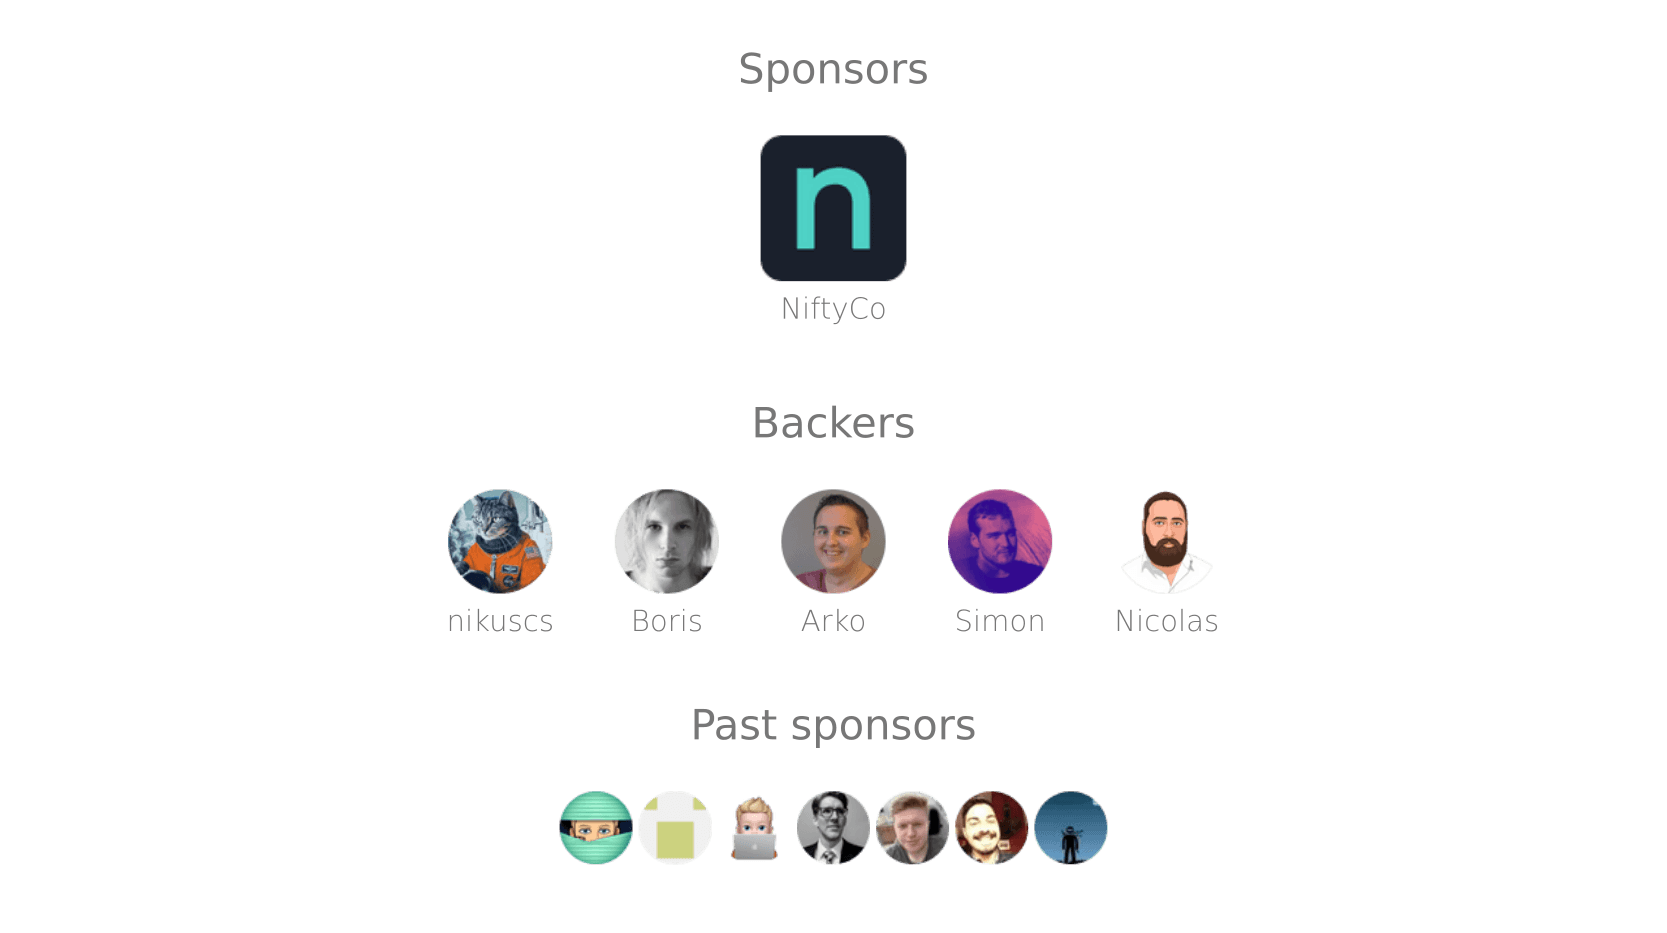 Sponsors
n
NiftyCo
Backers
nikuscs Boris Arko Simon Nicolas
Past sponsors